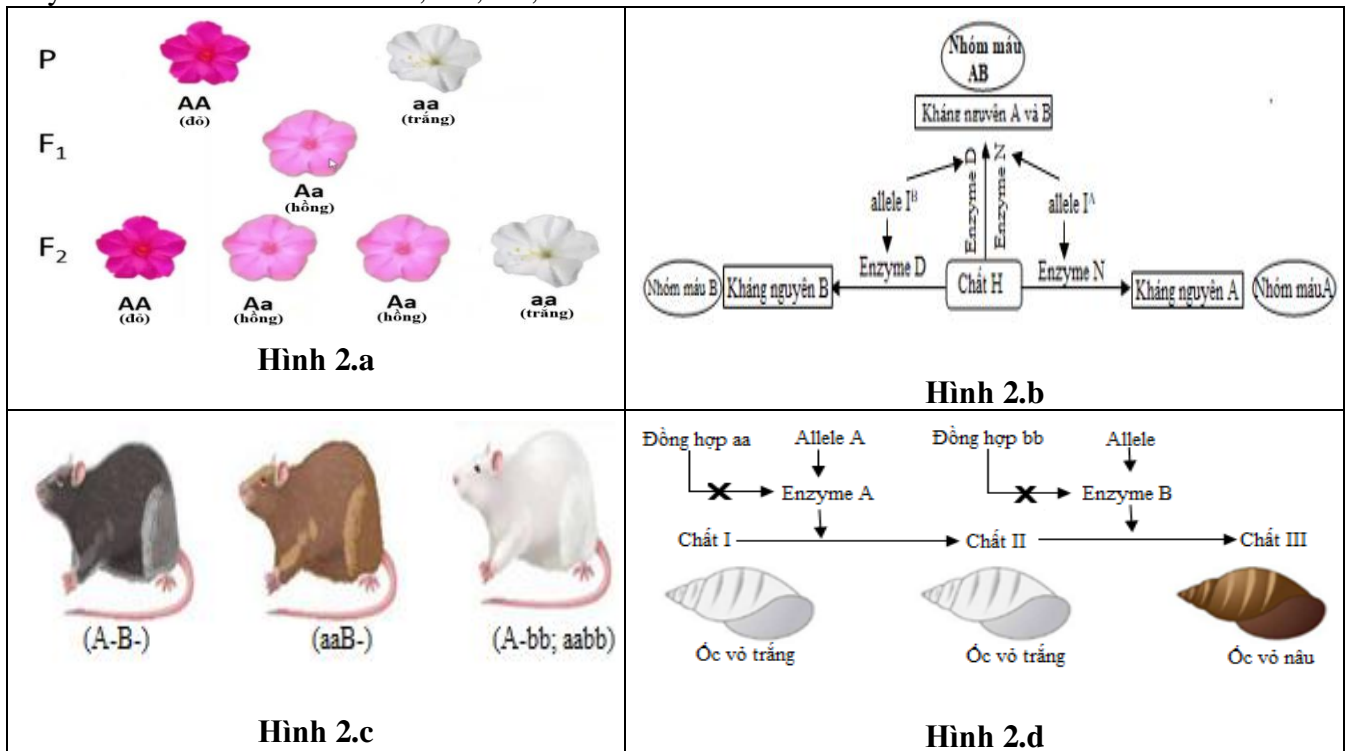 P
AA
(đỏ)
aa
(trắng)
F₁
Aa
(hồng)
F₂
AA
(đỏ)
Aa
(hồng)
Aa
(hồng)
aa
(trắng)
Hình 2.a
Nhóm máu
AB
Kháng nguyên A và B
allele Iᴮ
Enzyme D
Enzyme N
allele Iᴬ
Nhóm máu B
Kháng nguyên B
Enzyme D
Chất H
Enzyme N
Kháng nguyên A
Nhóm máu A
Hình 2.b
(A-B-)
(aaB-)
(A-bb; aabb)
Hình 2.c
Đồng hợp aa
Allele A
Đồng hợp bb
Allele
Enzyme A
Enzyme B
Chất I
Chất II
Chất III
Ốc vỏ trắng
Ốc vỏ trắng
Ốc vỏ nâu
Hình 2.d